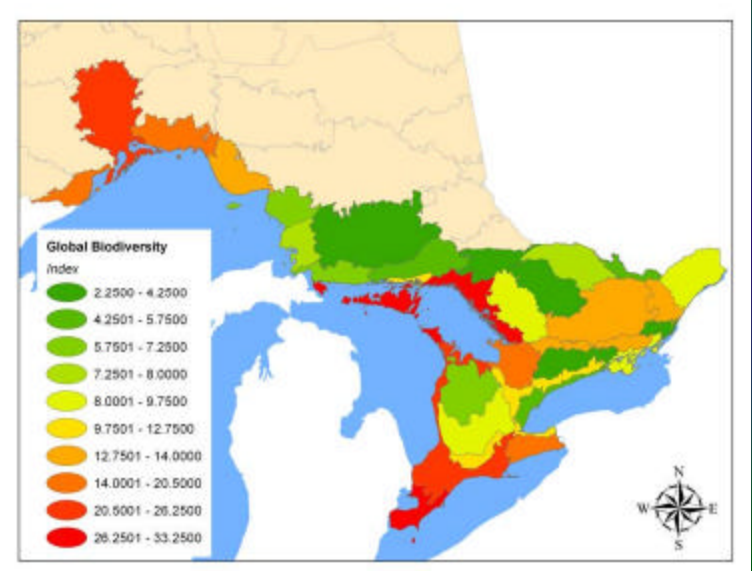 Global Biodiversity
Index
2.2500 - 4.2500
4.2501 - 5.7500
5.7501 - 7.2500
7.2501 - 8.0000
8.0001 - 9.7500
9.7501 - 12.7500
12.7501 - 14.0000
14.0001 - 20.5000
20.5001 - 26.2500
26.2501 - 33.2500
N
W E
S